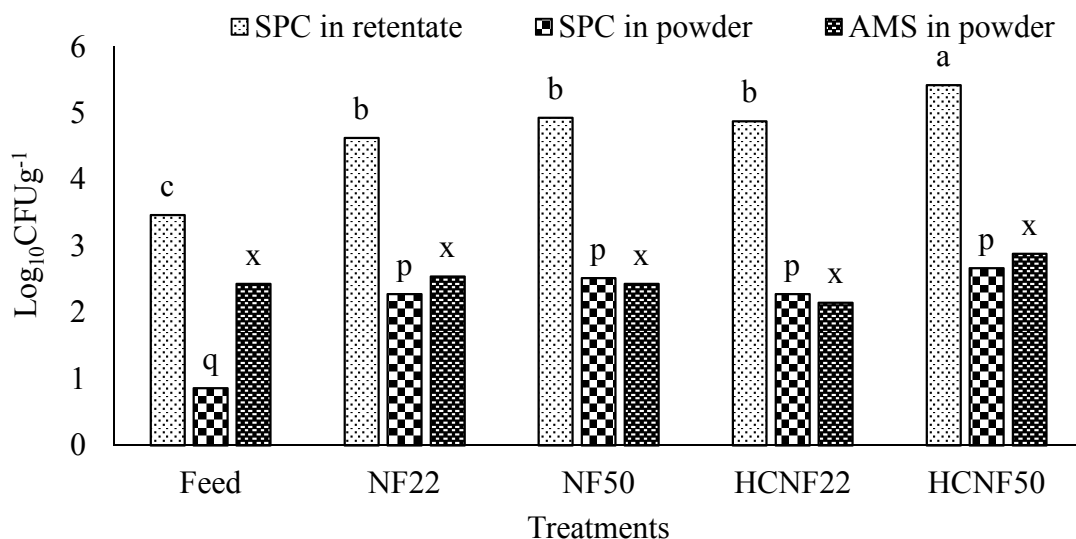 SPC in retentate SPC in powder AMS in powder
6
5
4
3
2
1
0
Log₁₀CFUg⁻¹
c q x
b p x
b p x
b p x
a p x
Feed NF22 NF50 HCNF22 HCNF50
Treatments